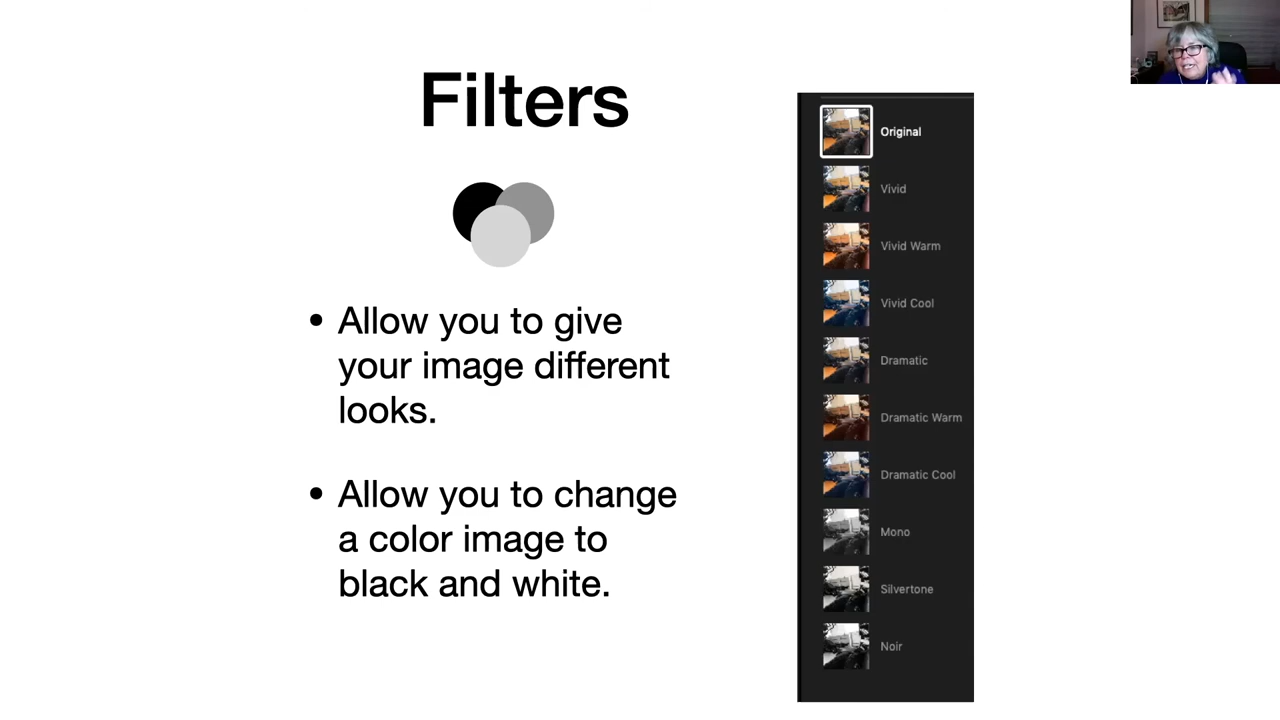 Filters
• Allow you to give
your image different
looks.
• Allow you to change
a color image to
black and white.
Original
Vivid
Vivid Warm
Vivid Cool
Dramatic
Dramatic Warm
Dramatic Cool
Mono
Silvertone
Noir